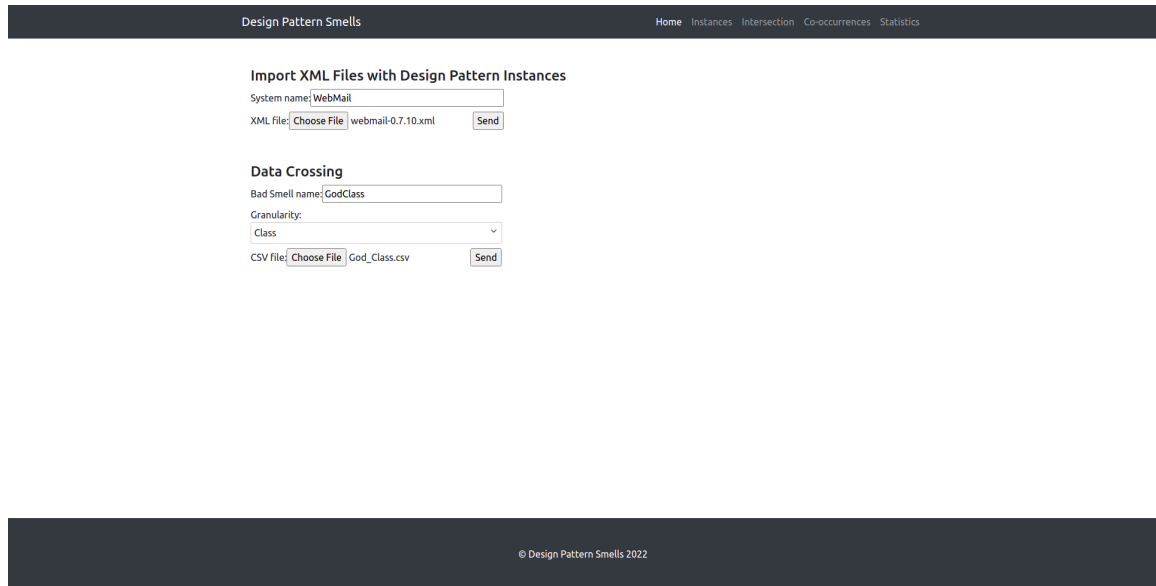 Design Pattern Smells Home Instances Intersection Co-occurrences Statistics
Import XML Files with Design Pattern Instances
System name: WebMail
XML file: Choose File webmail-0.7.10.xml Send
Data Crossing
Bad Smell name: GodClass
Granularity:
Class
CSV file: Choose File God_Class.csv Send
© Design Pattern Smells 2022